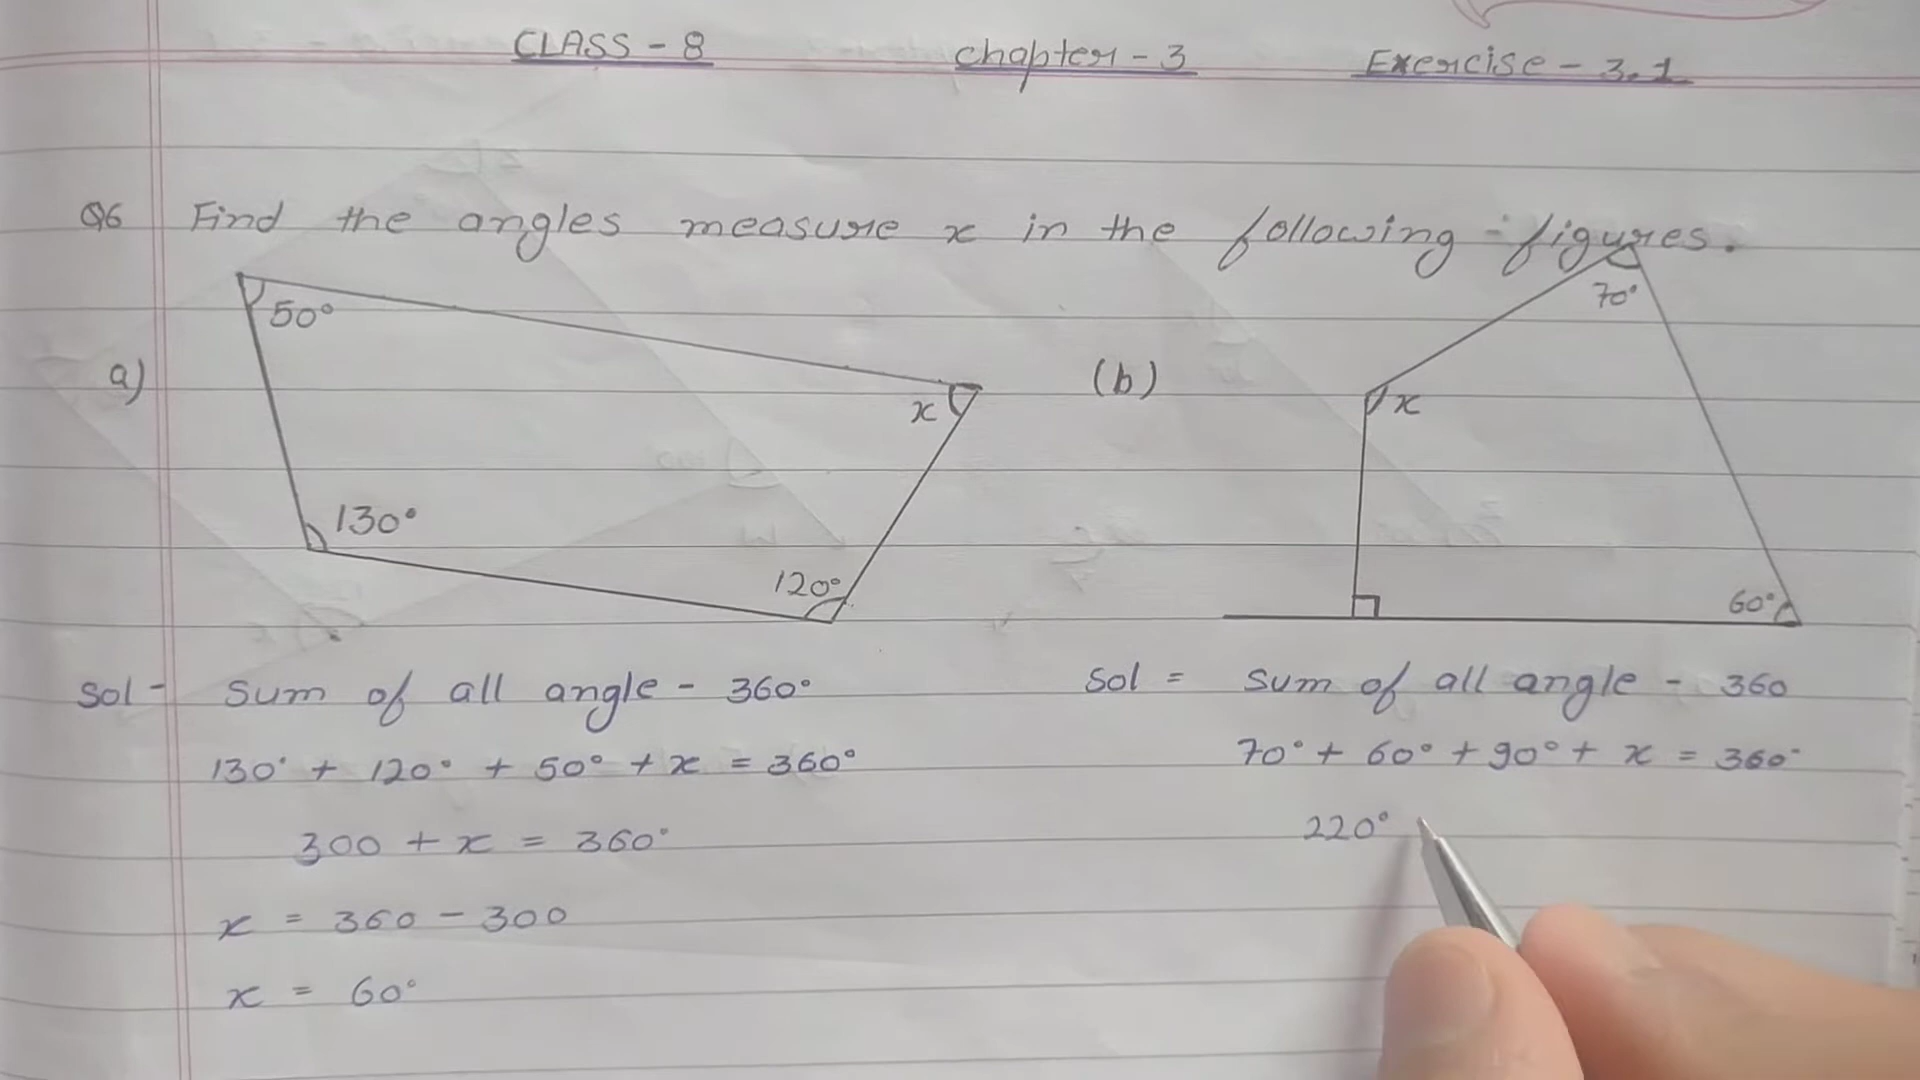 CLASS - 8 Chapter - 3 Exercise - 3.1
Q6 Find the angles measure x in the following figures.
a)
50°
x
130°
120°
(b)
70°
x
60°
Sol - Sum of all angle - 360°
130° + 120° + 50° + x = 360°
300 + x = 360°
x = 360 - 300
x = 60°
Sol = Sum of all angle - 360
70° + 60° + 90° + x = 360°
220°